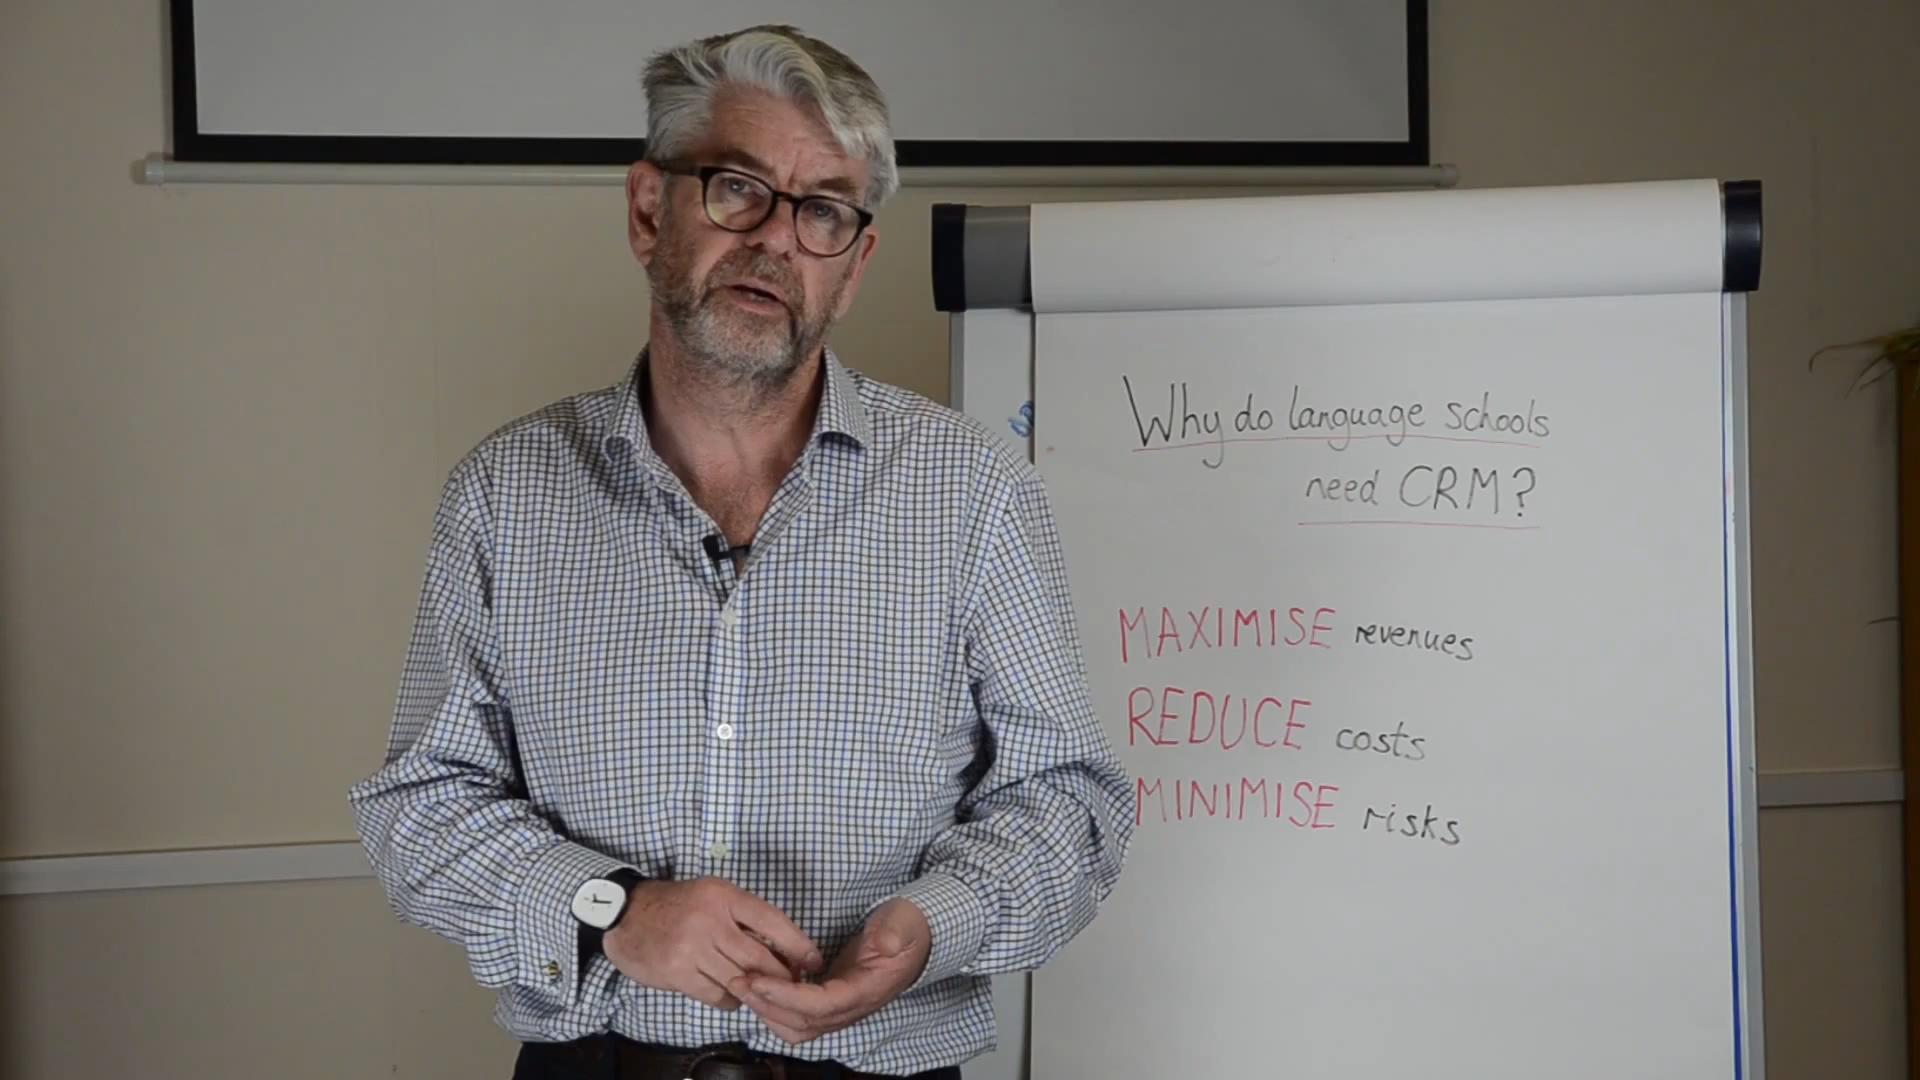 Why do language schools
need CRM?
MAXIMISE revenues
REDUCE costs
MINIMISE risks